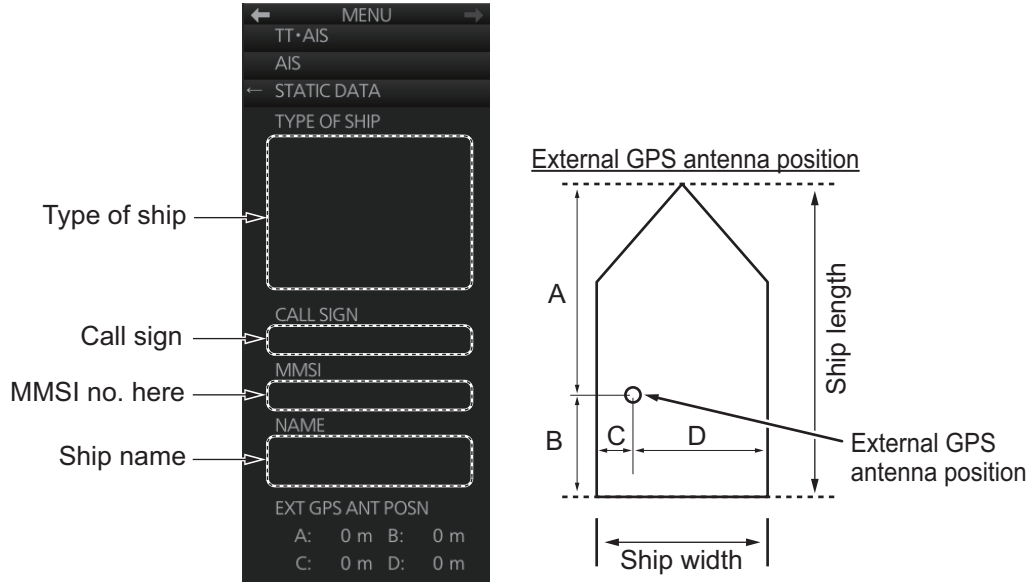 MENU
TT•AIS
AIS
← STATIC DATA
TYPE OF SHIP
Type of ship
CALL SIGN
Call sign
MMSI
MMSI no. here
NAME
Ship name
EXT GPS ANT POSN
A: 0 m B: 0 m
C: 0 m D: 0 m
External GPS antenna position
A
B
C
D
Ship length
External GPS
antenna position
Ship width